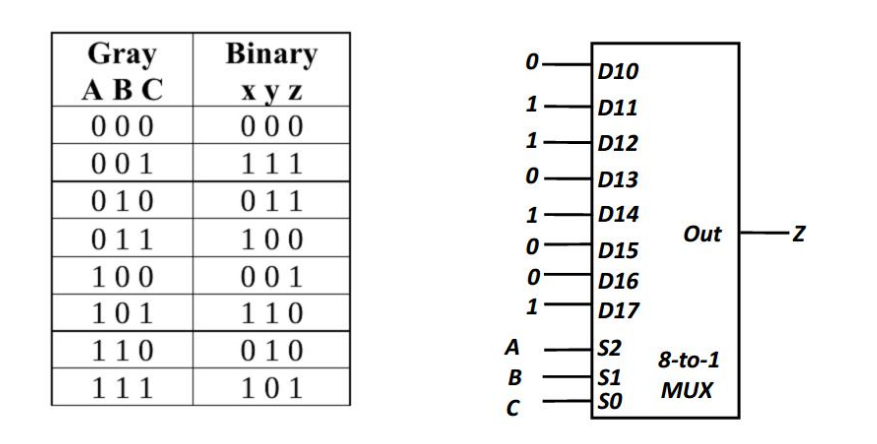 Gray Binary
A B C x y z
0 0 0 0 0 0
0 0 1 1 1 1
0 1 0 0 1 1
0 1 1 1 0 0
1 0 0 0 0 1
1 0 1 1 1 0
1 1 0 0 1 0
1 1 1 1 0 1
0 D10
1 D11
1 D12
0 D13
1 D14
Out Z
0 D15
0 D16
1 D17
A S2
8-to-1
B S1
MUX
C S0